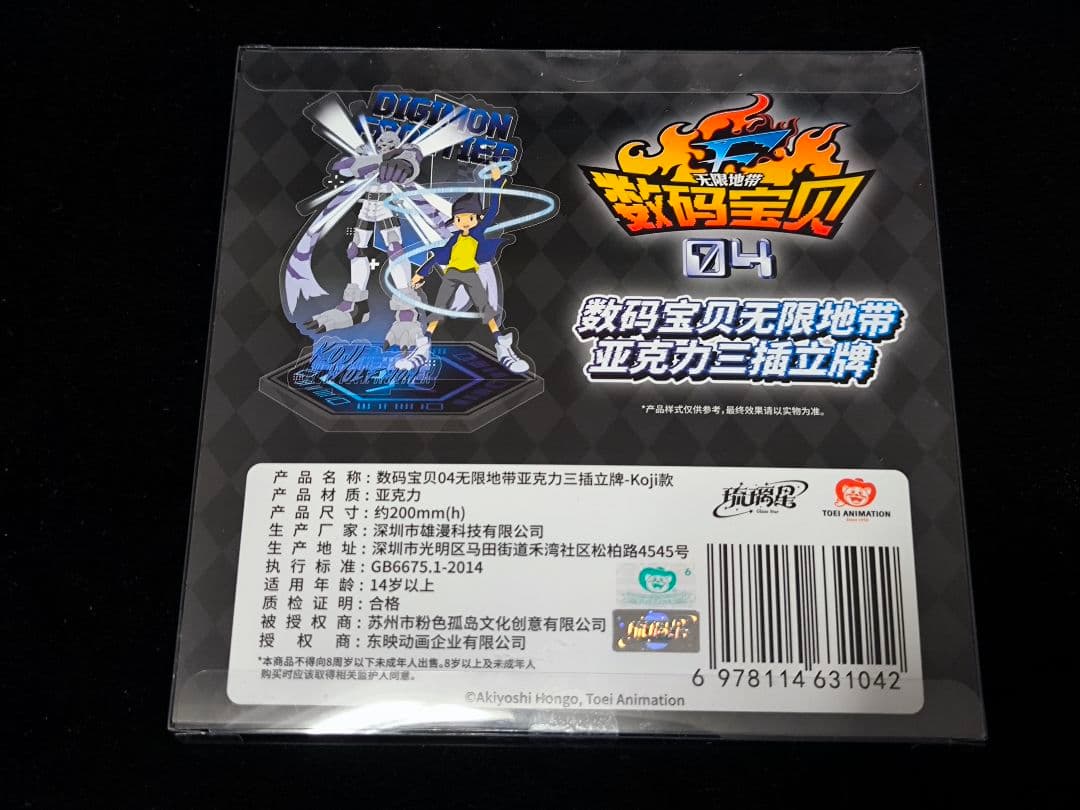 DIGIMON
FRONTIER
无限地带
数码宝贝
04
数码宝贝无限地带
亚克力三插立牌
*产品样式仅供参考,最终效果请以实物为准。
产品名称:数码宝贝04无限地带亚克力三插立牌-Koji款
产品材质:亚克力
产品尺寸:约200mm(h)
生产厂家:深圳市雄漫科技有限公司
生产地址:深圳市光明区马田街道禾湾社区松柏路4545号
执行标准:GB6675.1-2014
适用年龄:14岁以上
质检证明:合格
被授权商:苏州市粉色孤岛文化创意有限公司
授权商:东映动画企业有限公司
*本商品不得向8周岁以下未成年人出售。8岁以上及未成年人
购买时应该取得相关监护人同意。
琉璃星
Glaze Star
TOEI ANIMATION
Since 1956
6
琉璃星
6 978114 631042
©Akiyoshi Hongo, Toei Animation